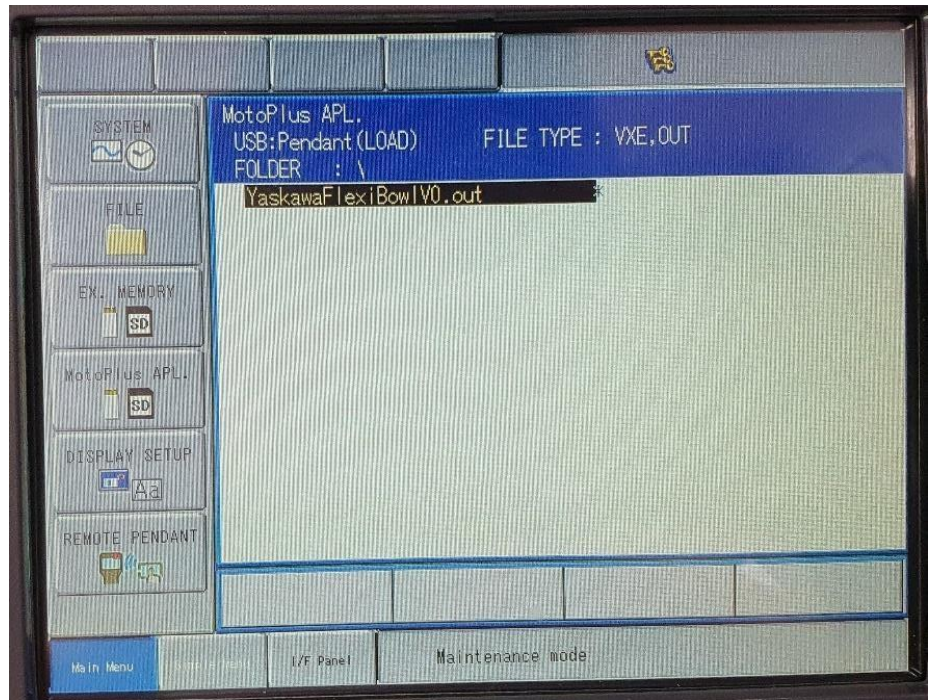 MotoPlus APL.
USB:Pendant(LOAD) FILE TYPE : VXE,OUT
FOLDER : \
YaskawaFlexiBowlV0.out *
SYSTEM
FILE
EX. MEMORY
SD
MotoPlus APL.
SD
DISPLAY SETUP
Aa
REMOTE PENDANT
Main Menu
I/F Panel
Maintenance mode